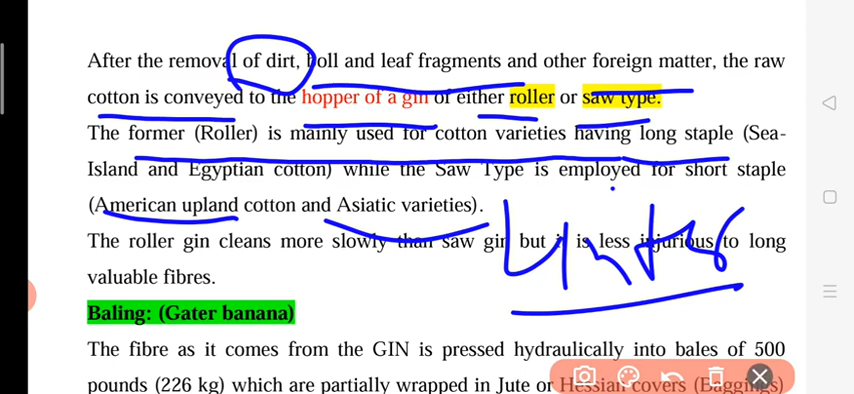 After the removal of dirt, boll and leaf fragments and other foreign matter, the raw
cotton is conveyed to the hopper of a gin of either roller or saw type.
The former (Roller) is mainly used for cotton varieties having long staple (Sea-
Island and Egyptian cotton) while the Saw Type is employed for short staple
(American upland cotton and Asiatic varieties).
The roller gin cleans more slowly than saw gin but it is less injurious to long
valuable fibres.
Baling: (Gater banana)
The fibre as it comes from the GIN is pressed hydraulically into bales of 500
pounds (226 kg) which are partially wrapped in Jute or Hessian covers (Baggings)